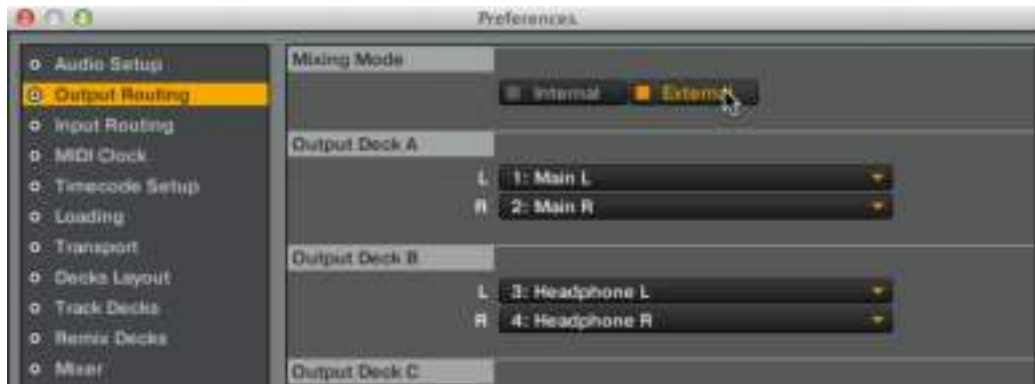 Preferences
Audio Setup
Output Routing
Input Routing
MIDI Clock
Timecode Setup
Loading
Transport
Decks Layout
Track Decks
Remix Decks
Mixer
Mixing Mode
Internal
External
Output Deck A
L 1: Main L
R 2: Main R
Output Deck B
L 3: Headphone L
R 4: Headphone R
Output Deck C